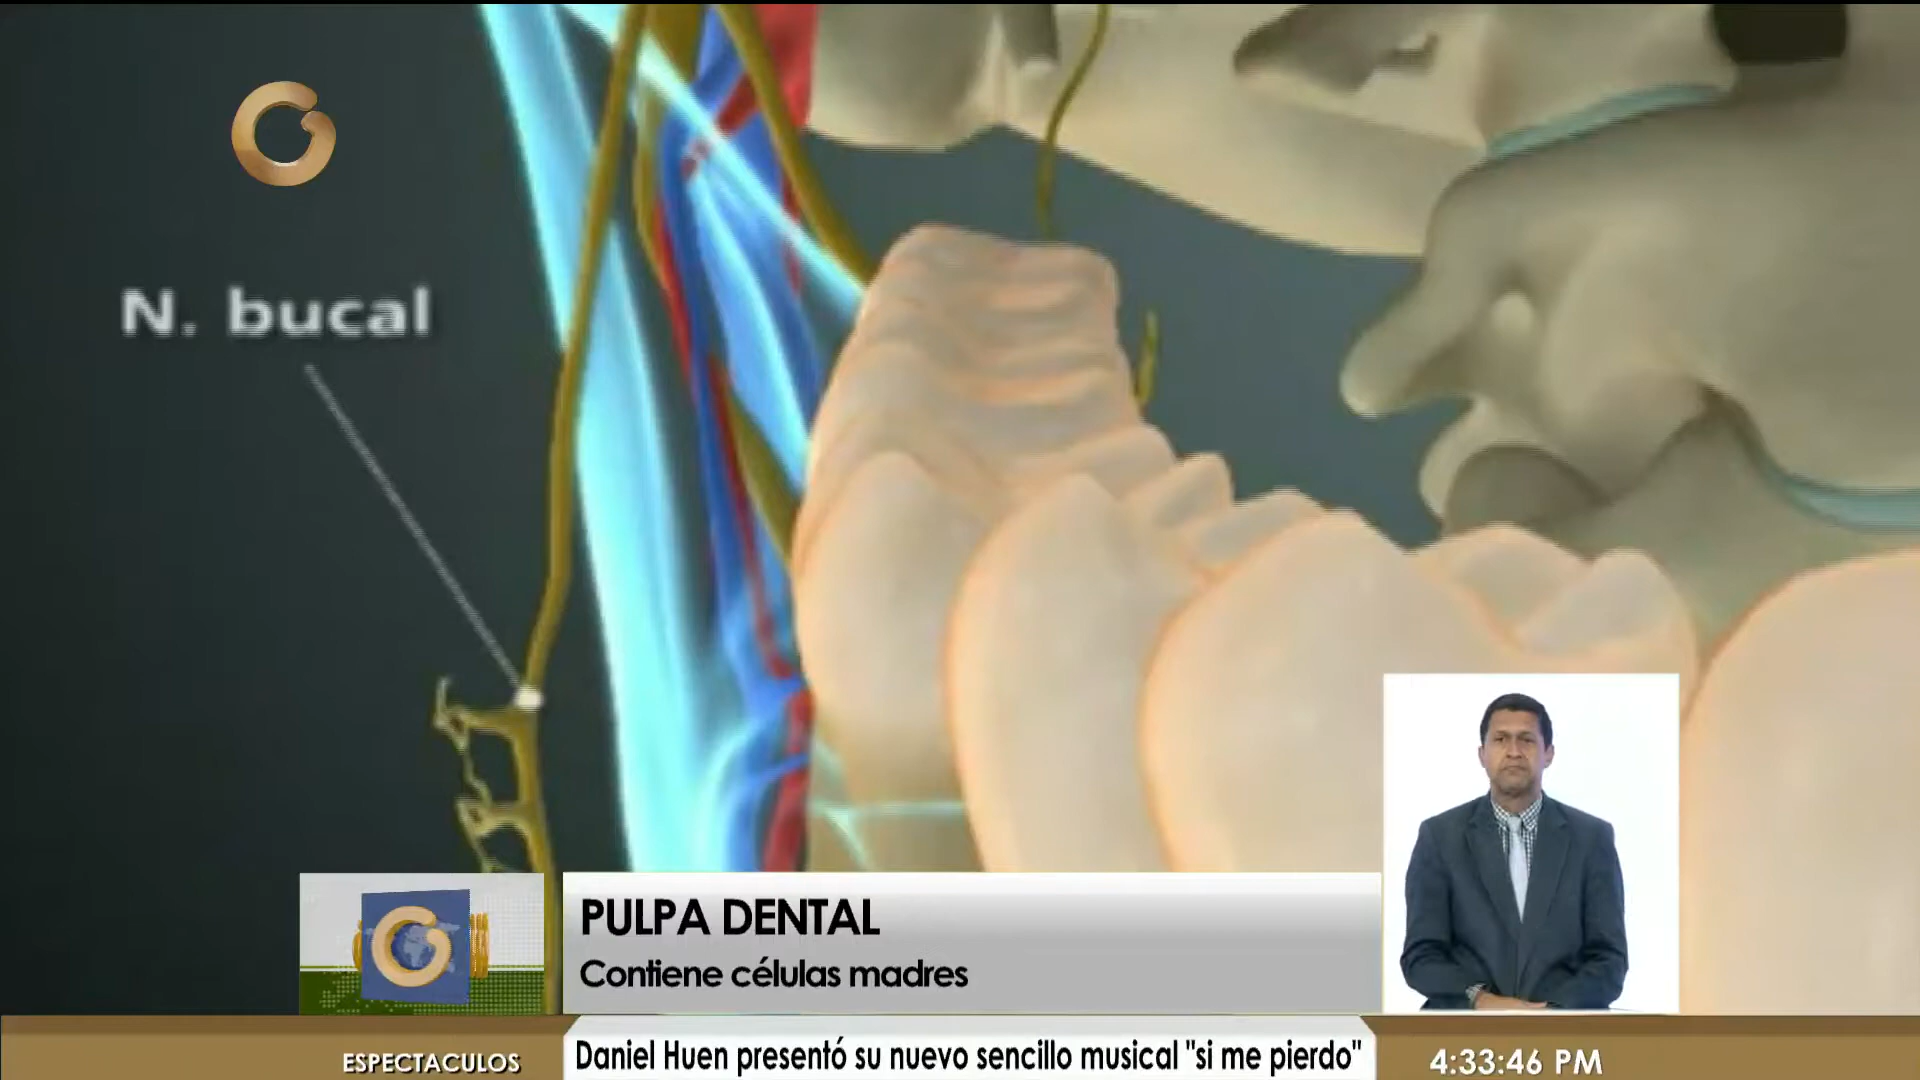 N. bucal
PULPA DENTAL
Contiene células madres
ESPECTACULOS
Daniel Huen presentó su nuevo sencillo musical "si me pierdo"
4:33:46 PM